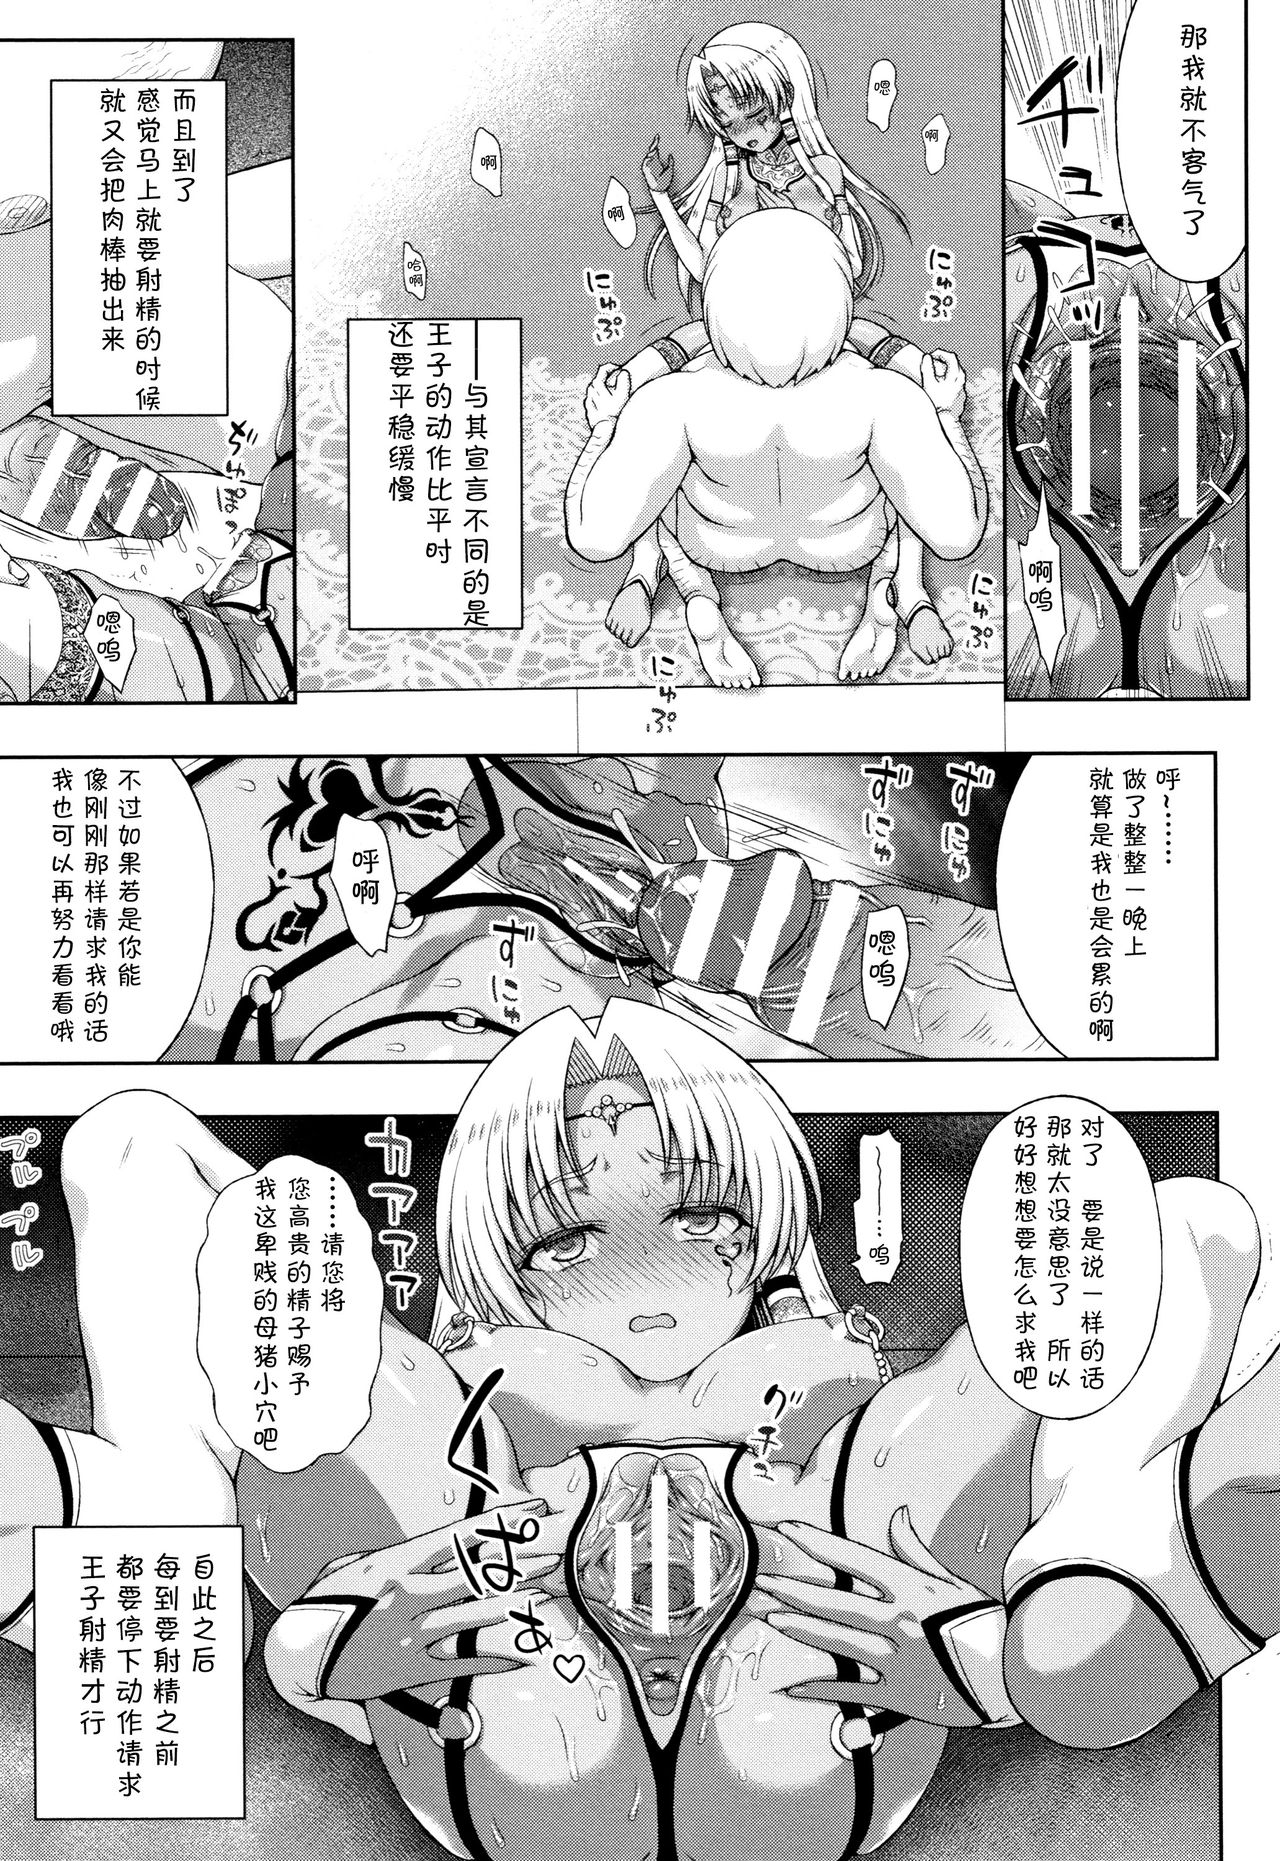 那我就不客气了
ギチュ
ゴコッ
啊呜
嗯
啊
啊
啊
哈啊
にゅぷ
にゅぷ
にゅぷ
にゅぷ
——与其宣言不同的是
王子的动作比平时
还要平稳缓慢
而且到了
感觉马上就要射精的时候
就又会把肉棒抽出来
嗯呜
呼~……
做了整整一晚上
就算是我也是会累的啊
ずにゅ
ずにゅ
嗯呜
ずにゅ
呼啊
不过如果若是你能
像刚刚那样请求我的话
我也可以再努力看看哦
对了 要是说一样的话
那就太没意思了 所以
好好想想要怎么求我吧
~~…呜
カアアアァ
プルプル
プルプル
……请您将
您高贵的精子赐予
我这卑贱的母猪小穴吧
グチュ
くぱぁ♡
自此之后
每到要射精之前
都要停下动作请求
王子射精才行